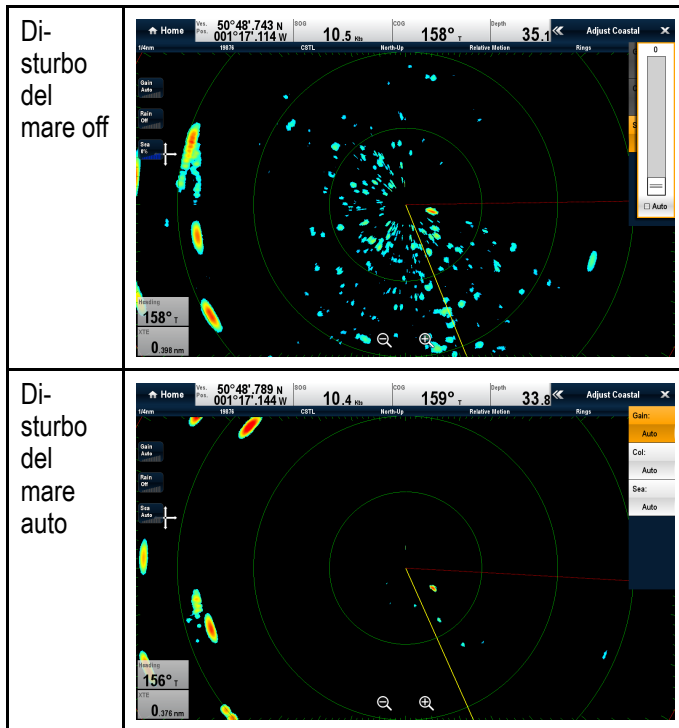 Di-
sturbo
del
mare off
Home
Ves. Pos. 50°48'.743 N
001°17'.114 W
SOG 10.5 Kts
COG 158° T
Depth 35.1
Adjust Coastal X
1/4nm 19876 CSTL North-Up Relative Motion Rings
0
Gain
Auto
Rain
Off
Sea
0%
Auto
Heading
158° T
XTE
0.398 nm
Di-
sturbo
del
mare
auto
Home
Ves. Pos. 50°48'.789 N
001°17'.144 W
SOG 10.4 Kts
COG 159° T
Depth 33.8
Adjust Coastal X
1/4nm 19876 CSTL North-Up Relative Motion Rings
Gain:
Auto
Col:
Auto
Sea:
Auto
Gain
Auto
Rain
Off
Sea
Auto
Heading
156° T
XTE
0.376 nm